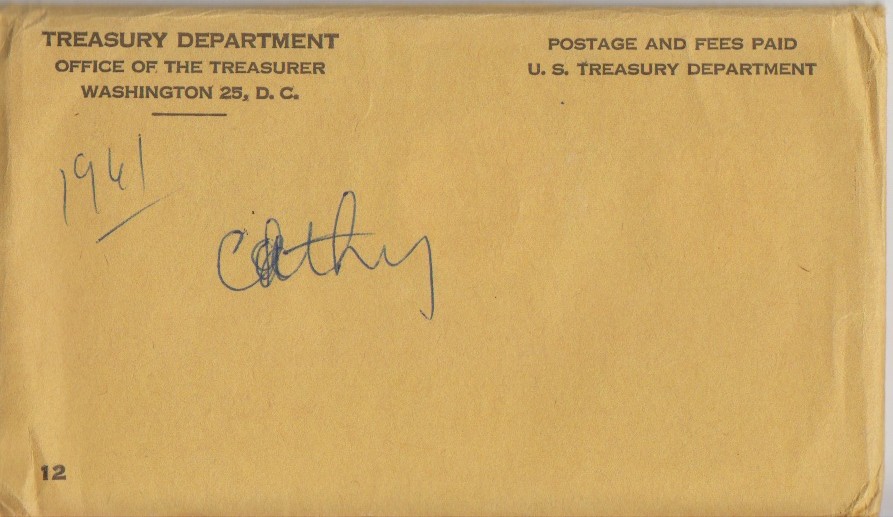 TREASURY DEPARTMENT
OFFICE OF THE TREASURER
WASHINGTON 25, D. C.
POSTAGE AND FEES PAID
U. S. TREASURY DEPARTMENT
1961
Cathy
12